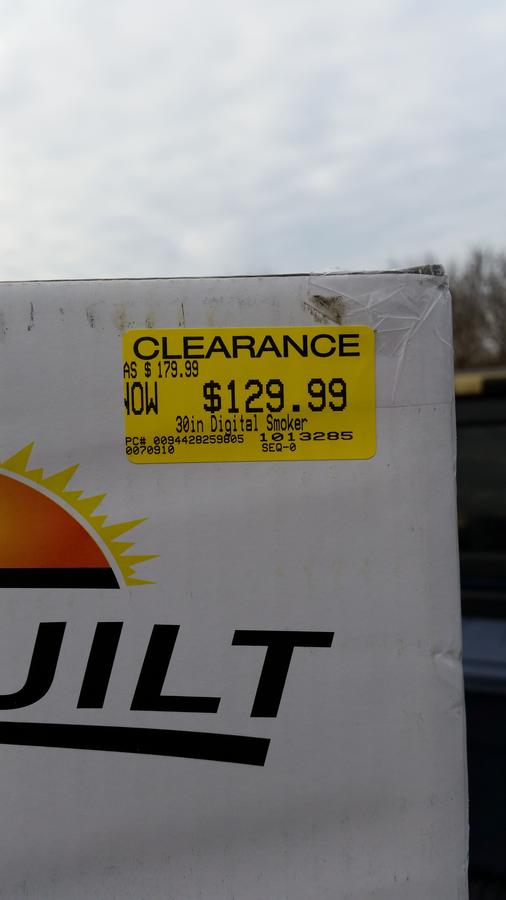 CLEARANCE
AS $ 179.99
NOW $129.99
30in Digital Smoker
PC# 0094428259805 1013285
0070910 SEQ-0
UILT